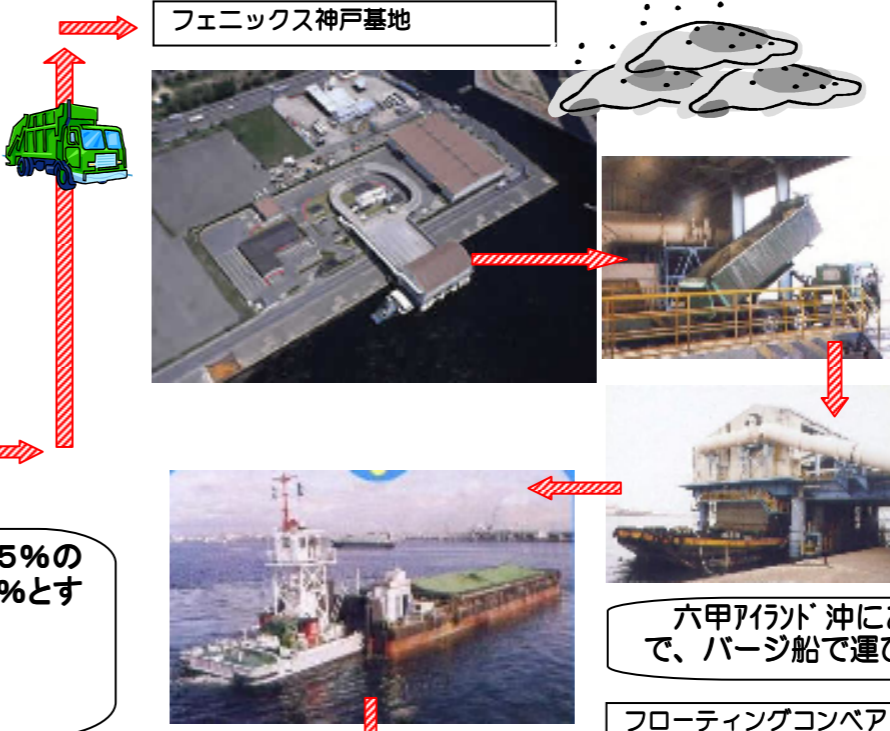 フェニックス神戸基地
5%の
%とす
六甲ｱｲﾗﾝﾄﾞ沖に
で、バージ船で運び
フローティングコンベア